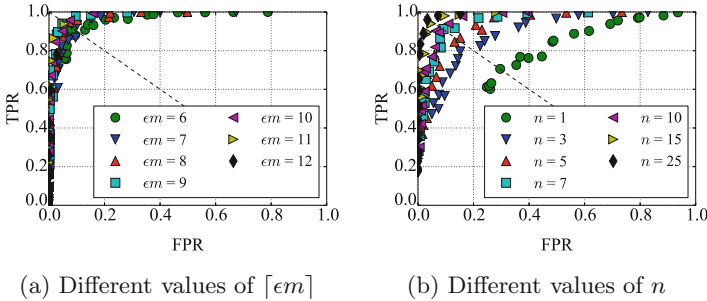 1.0
0.8
0.6
0.4
0.2
0.0
TPR
0.0 0.2 0.4 0.6 0.8 1.0
FPR
ϵm = 6
ϵm = 7
ϵm = 8
ϵm = 9
ϵm = 10
ϵm = 11
ϵm = 12
(a) Different values of ⌈ϵm⌉
1.0
0.8
0.6
0.4
0.2
0.0
TPR
0.0 0.2 0.4 0.6 0.8 1.0
FPR
n = 1
n = 3
n = 5
n = 7
n = 10
n = 15
n = 25
(b) Different values of n